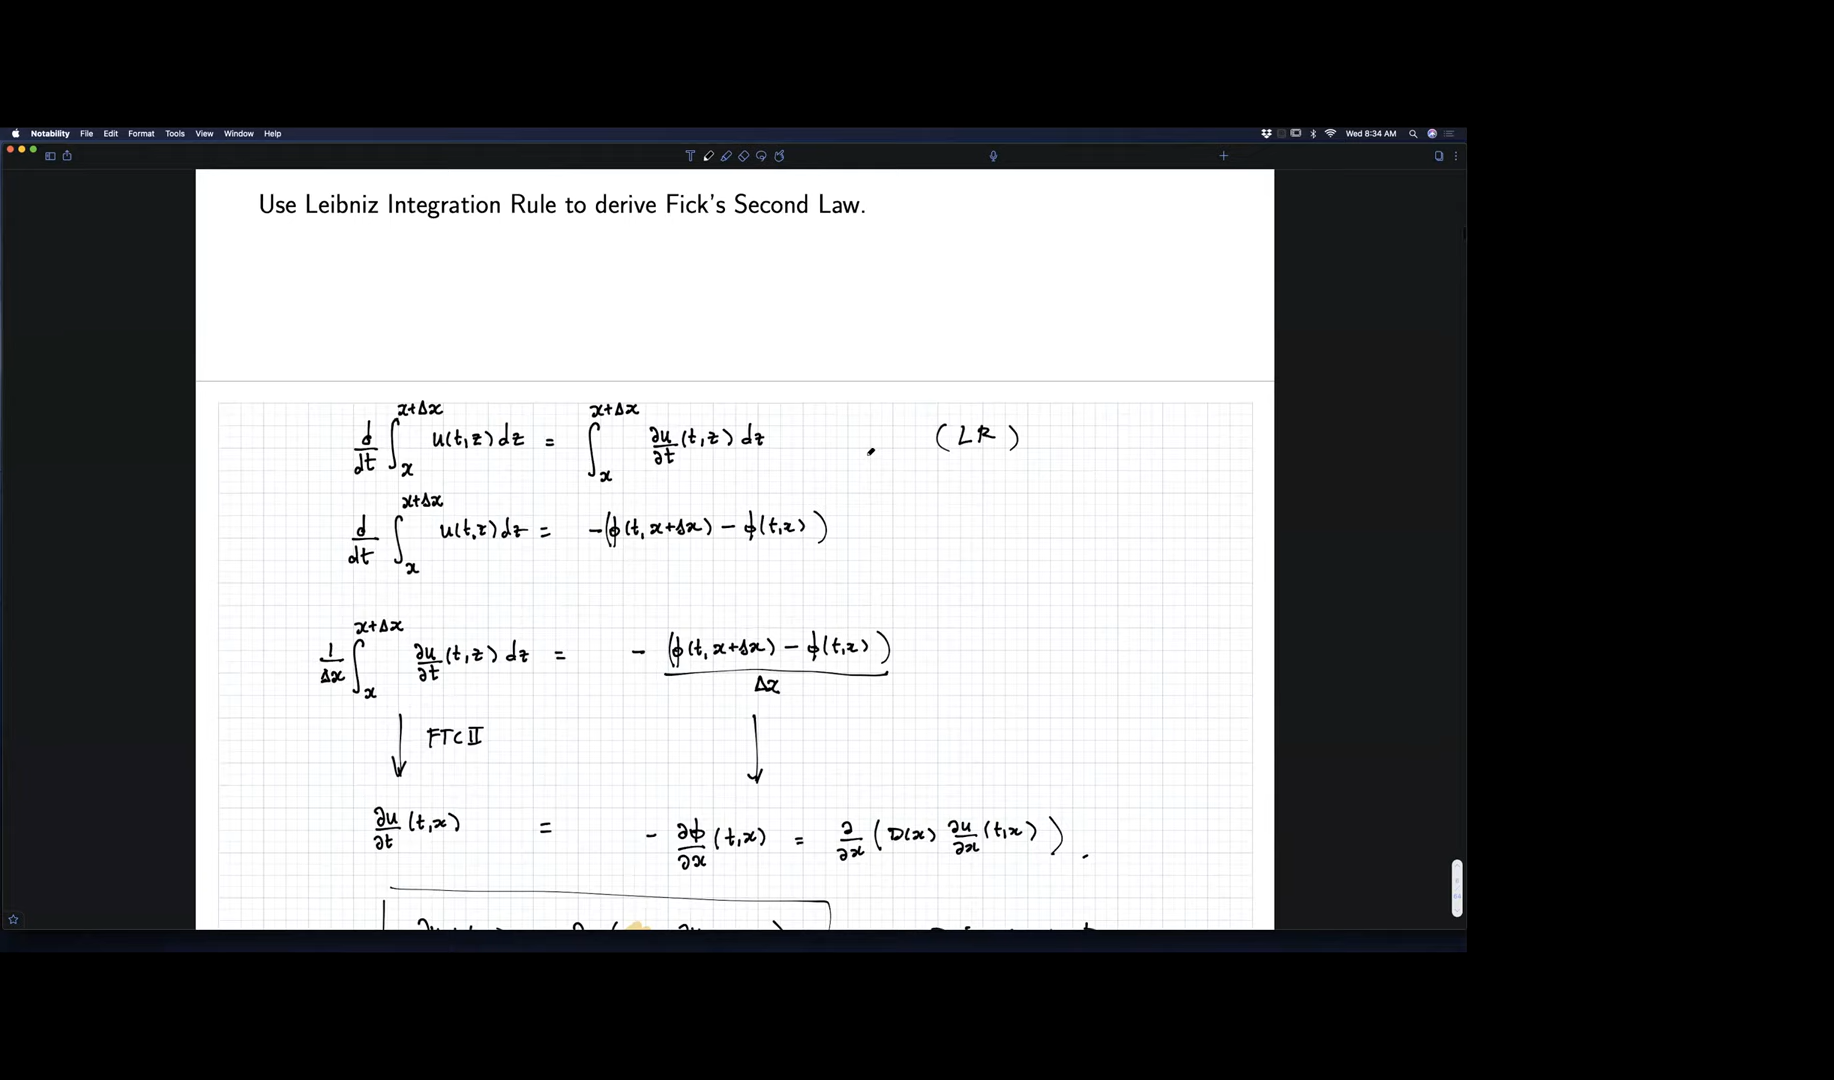 Notability File Edit Format Tools View Window Help Wed 8:34 AM
Use Leibniz Integration Rule to derive Fick's Second Law.
d/dt ∫_x^{x+Δx} u(t,z) dz = ∫_x^{x+Δx} ∂u/∂t (t,z) dz . (LR)
d/dt ∫_x^{x+Δx} u(t,z) dz = -(ϕ(t,x+Δx) - ϕ(t,x))
1/Δx ∫_x^{x+Δx} ∂u/∂t (t,z) dz = - (ϕ(t,x+Δx) - ϕ(t,x)) / Δx
↓ FTC II ↓
∂u/∂t (t,x) = - ∂ϕ/∂x (t,x) = ∂/∂x (D(x) ∂u/∂x (t,x)) .